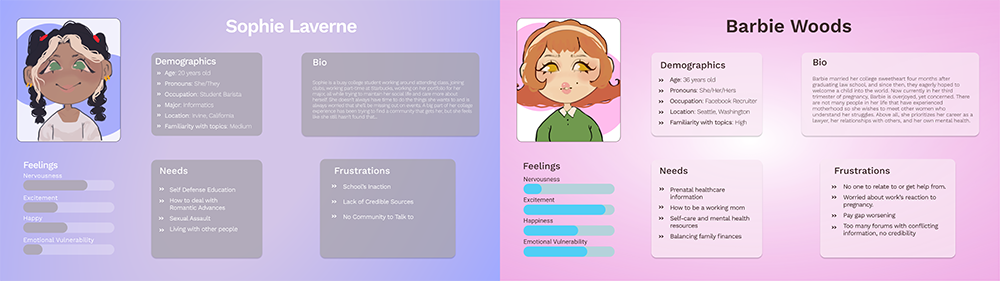 Sophie Laverne
Demographics
Age: 20 years old
Pronouns: She/They
Occupation: Student Barista
Major: Informatics
Location: Irvine, California
Familiarity with topics: Medium
Bio
Sophie is a busy college student working around attending class, joining
clubs, working part-time at Starbucks, working on her portfolio for her
major, all while trying to maintain her social life and care more about
herself. She doesn't always have time to do the things she wants to and is
always worried that she'll be missing out on events. A big part of her college
experience has been trying to find a community that gets her, but she feels
like she still hasn't found that...
Feelings
Nervousness
Excitement
Happy
Emotional Vulnerability
Needs
Self Defense Education
How to deal with
Romantic Advances
Sexual Assault
Living with other people
Frustrations
School's Inaction
Lack of Credible Sources
No Community to Talk to
Barbie Woods
Demographics
Age: 36 years old
Pronouns: She/Her/Hers
Occupation: Facebook Recruiter
Location: Seattle, Washington
Familiarity with topics: High
Bio
Barbie married her college sweetheart four months after
graduating law school, and since then, they eagerly hoped to
welcome a child into the world. Now currently in her third
trimester of pregnancy, Barbie is overjoyed, yet concerned. There
are not many people in her life that have experienced
motherhood so she wishes to meet other women who
understand her struggles. Above all, she prioritizes her career as a
lawyer, her relationships with others, and her own mental health.
Feelings
Nervousness
Excitement
Happiness
Emotional Vulnerability
Needs
Prenatal healthcare
information
How to be a working mom
Self-care and mental health
resources
Balancing family finances
Frustrations
No one to relate to or get help from.
Worried about work's reaction to
pregnancy
Pay gap worsening
Too many forums with conflicting
information, no credibility